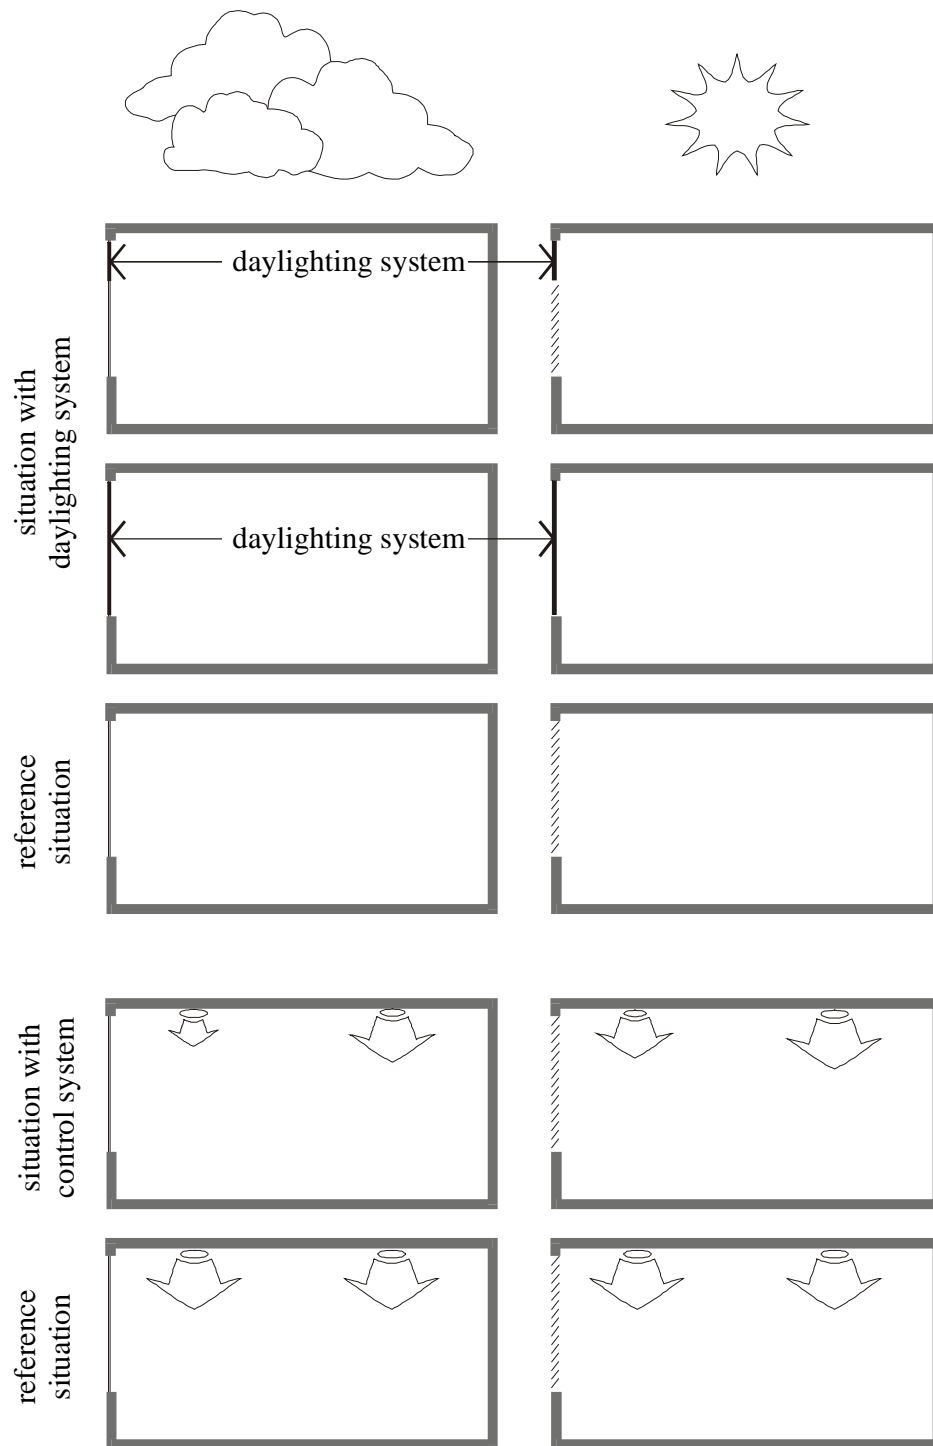 daylighting system
situation with
daylighting system
daylighting system
reference
situation
situation with
control system
reference
situation